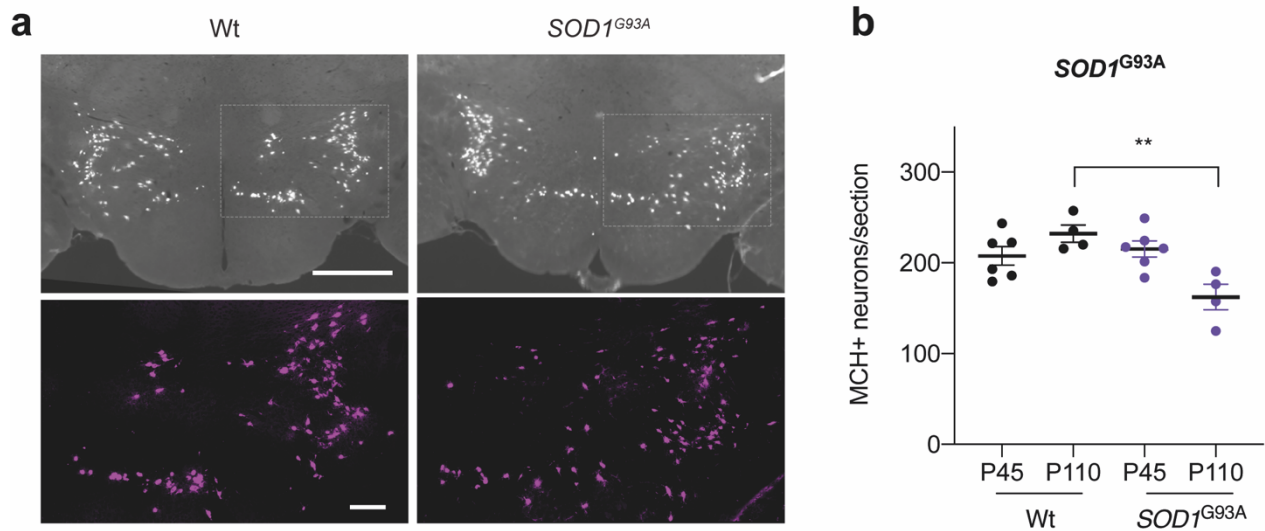 a
Wt
SOD1G93A
b
SOD1G93A
**
MCH+ neurons/section
300
200
100
0
P45 P110 P45 P110
Wt SOD1G93A